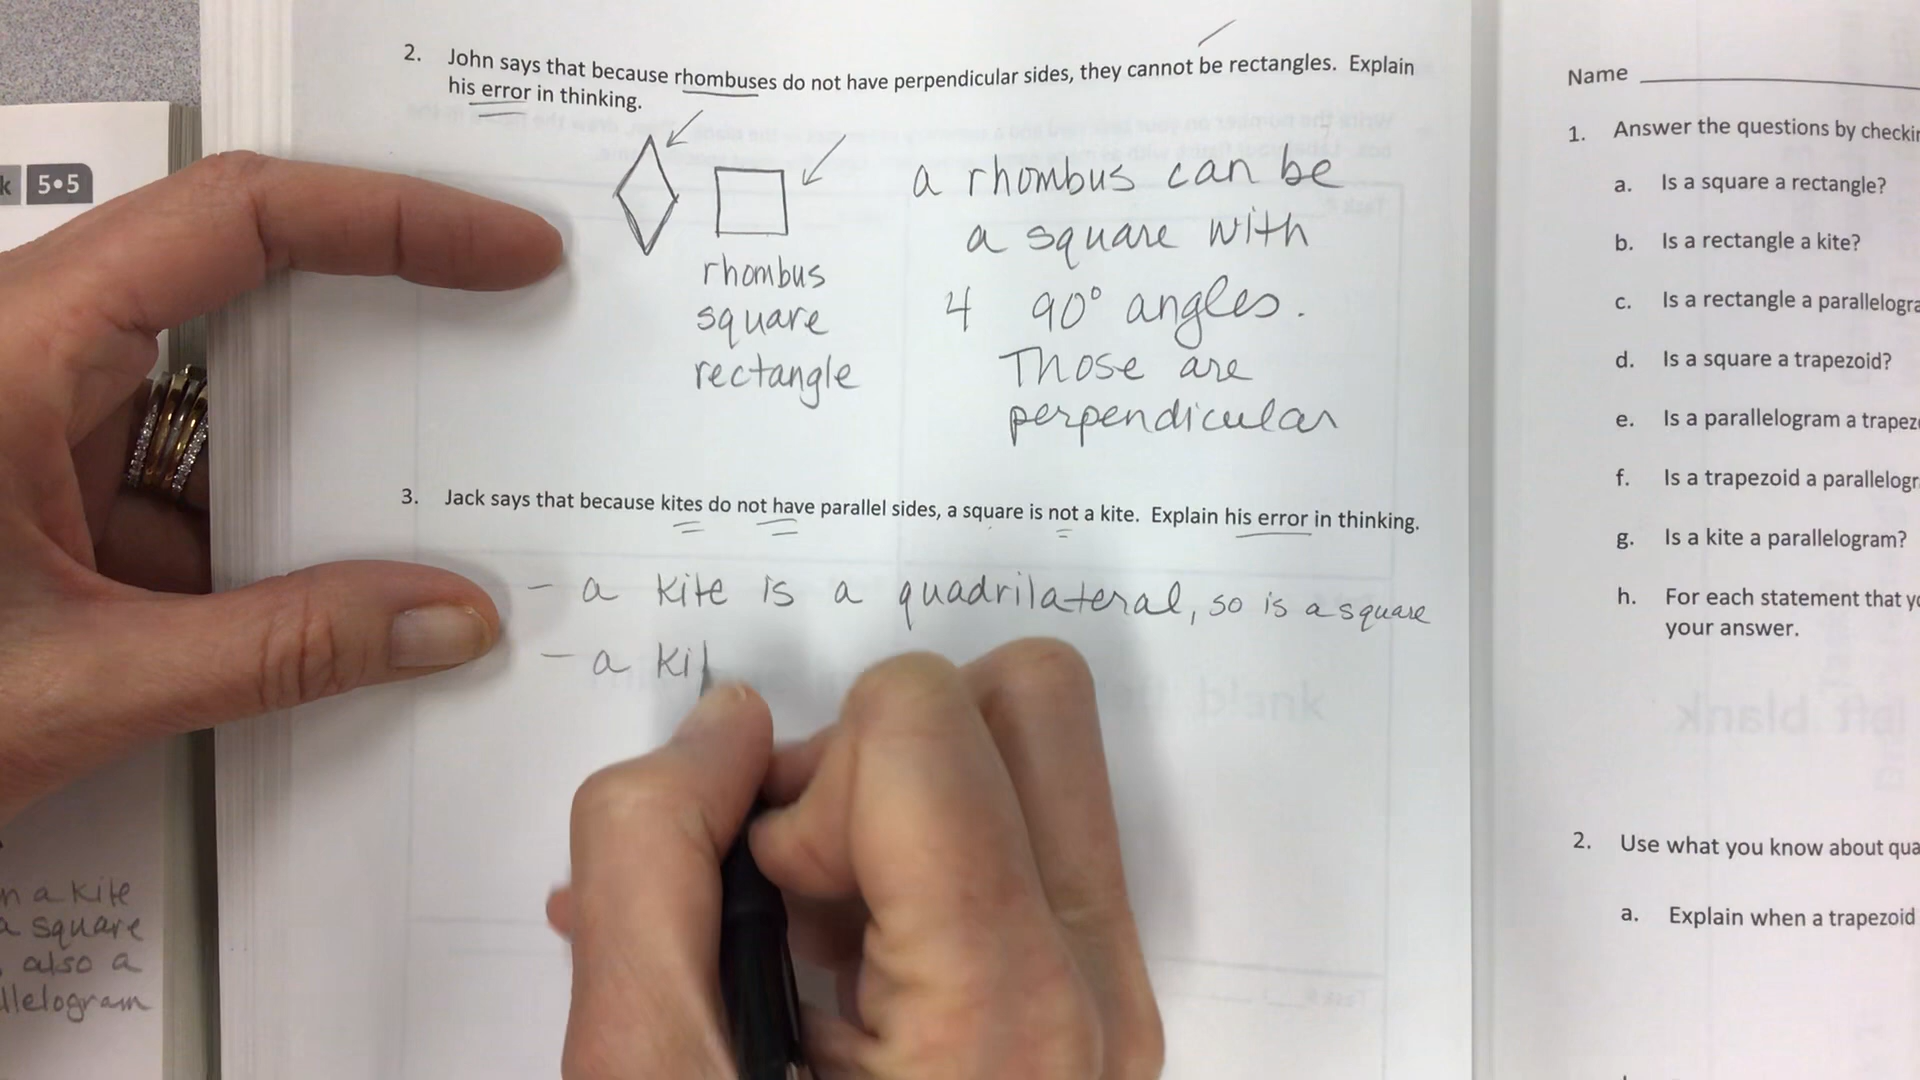 k 5•5
n a kite
a square
also a
llelogram
2. John says that because rhombuses do not have perpendicular sides, they cannot be rectangles. Explain
his error in thinking.
rhombus
square
rectangle
a rhombus can be
a square with
4 90° angles.
Those are
perpendicular
3. Jack says that because kites do not have parallel sides, a square is not a kite. Explain his error in thinking.
- a kite is a quadrilateral, so is a square
- a kit
Name
1. Answer the questions by checkin
a. Is a square a rectangle?
b. Is a rectangle a kite?
c. Is a rectangle a parallelogra
d. Is a square a trapezoid?
e. Is a parallelogram a trapez
f. Is a trapezoid a parallelogr
g. Is a kite a parallelogram?
h. For each statement that yo
your answer.
2. Use what you know about qua
a. Explain when a trapezoid